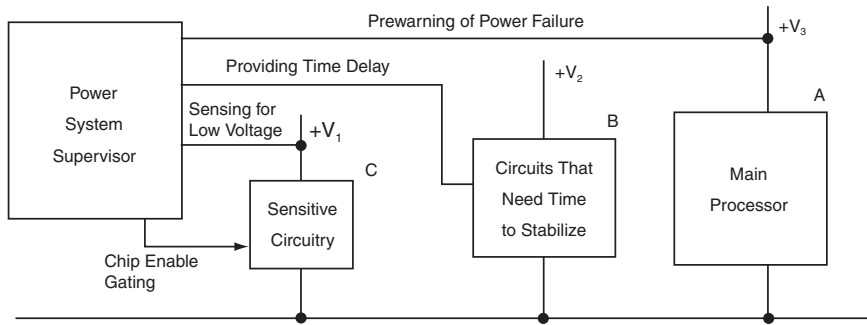 Prewarning of Power Failure
+V3
Providing Time Delay
+V2
Power
System
Supervisor
Sensing for
Low Voltage
+V1
A
B
C
Circuits That
Need Time
to Stabilize
Main
Processor
Sensitive
Circuitry
Chip Enable
Gating